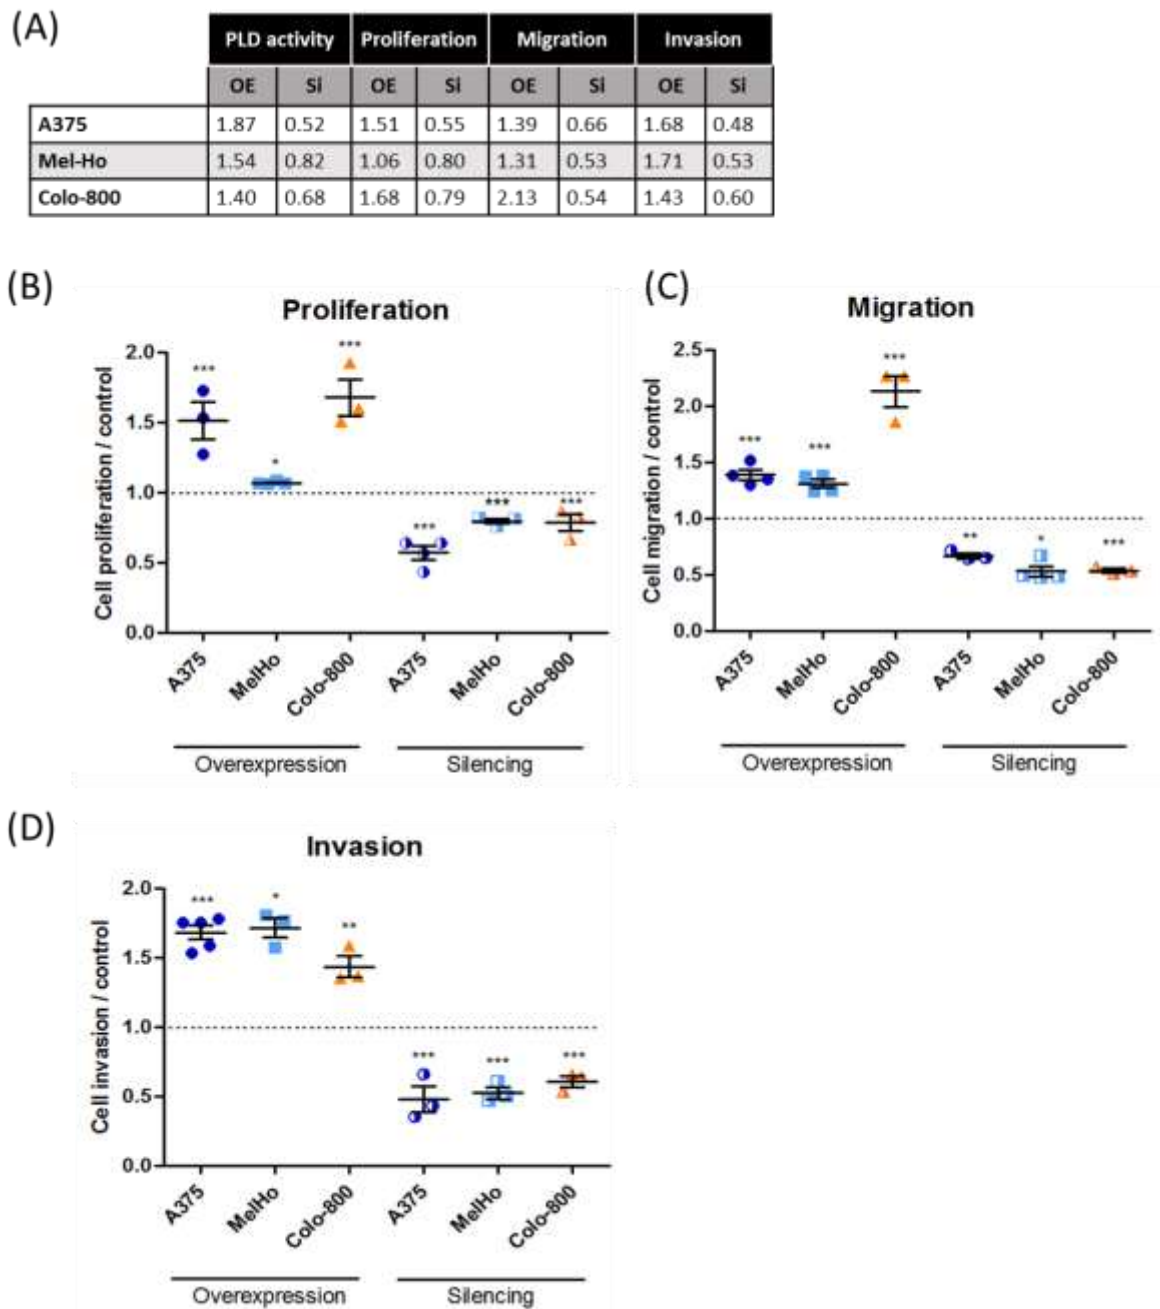 (A)
PLD activity Proliferation Migration Invasion
OE Si OE Si OE Si OE Si
A375 1.87 0.52 1.51 0.55 1.39 0.66 1.68 0.48
Mel-Ho 1.54 0.82 1.06 0.80 1.31 0.53 1.71 0.53
Colo-800 1.40 0.68 1.68 0.79 2.13 0.54 1.43 0.60
(B)
Proliferation
Cell proliferation / control
2.0
1.5
1.0
0.5
0.0
*** * *** *** *** ***
A375 MelHo Colo-800 A375 MelHo Colo-800
Overexpression Silencing
(C)
Migration
Cell migration / control
2.5
2.0
1.5
1.0
0.5
0.0
*** *** *** ** * ***
A375 MelHo Colo-800 A375 MelHo Colo-800
Overexpression Silencing
(D)
Invasion
Cell invasion / control
2.0
1.5
1.0
0.5
0.0
*** * ** *** *** ***
A375 MelHo Colo-800 A375 MelHo Colo-800
Overexpression Silencing